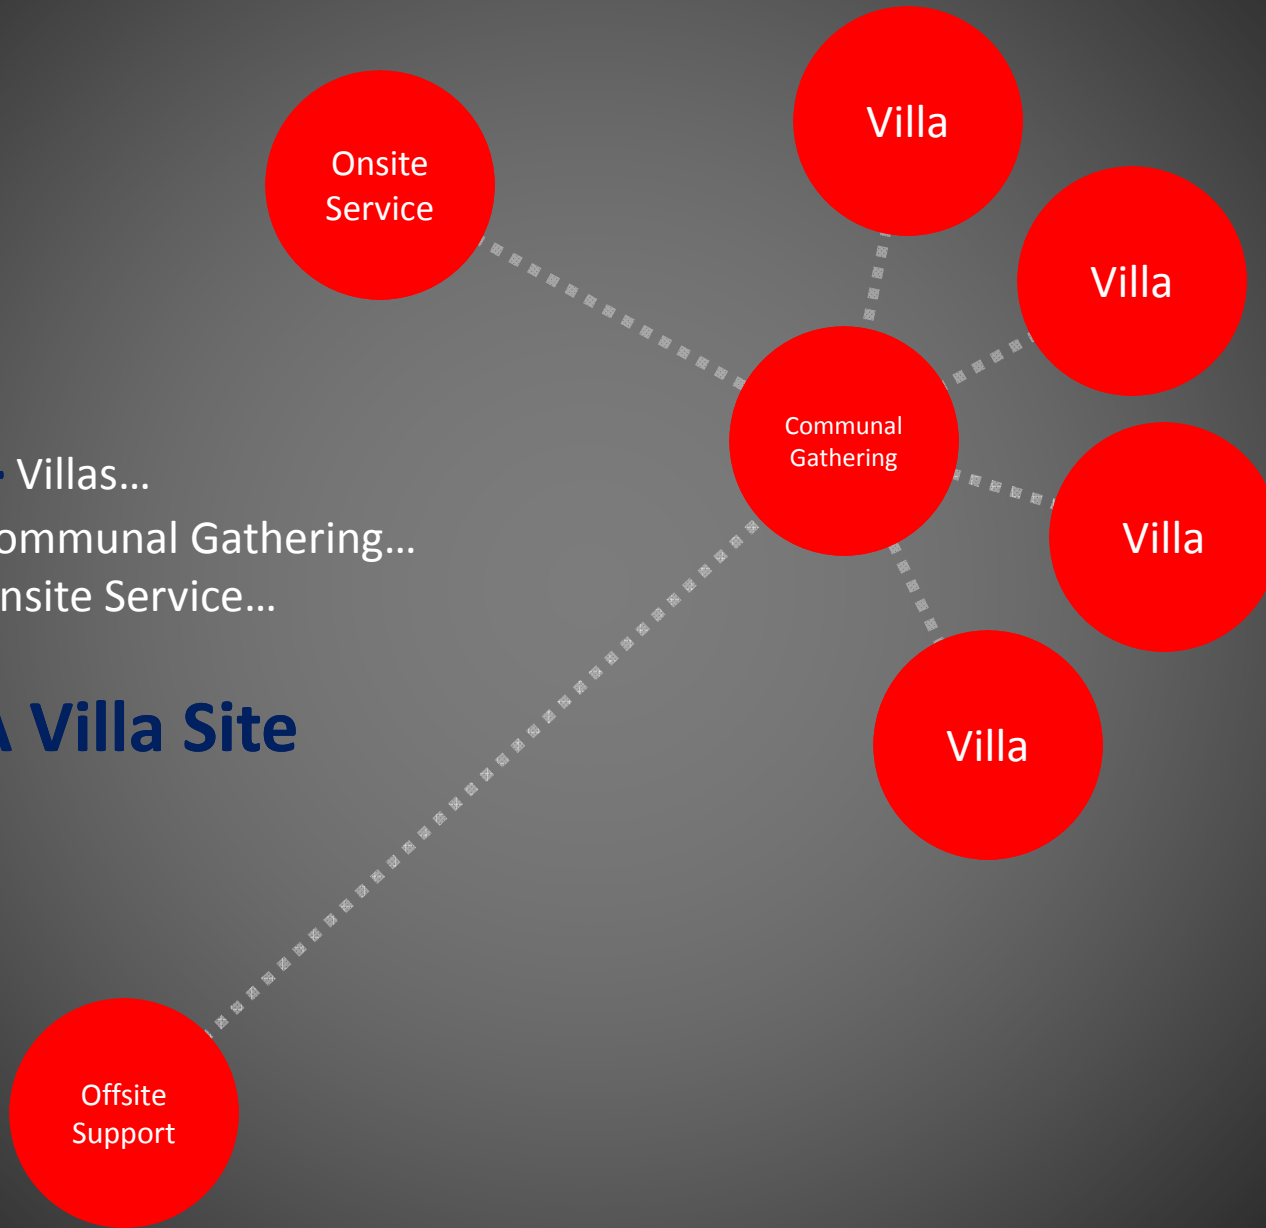 Villa
Onsite
Service
Villa
Communal
Gathering
Villas...
ommunal Gathering...
nsite Service...
Villa
A Villa Site
Villa
Offsite
Support